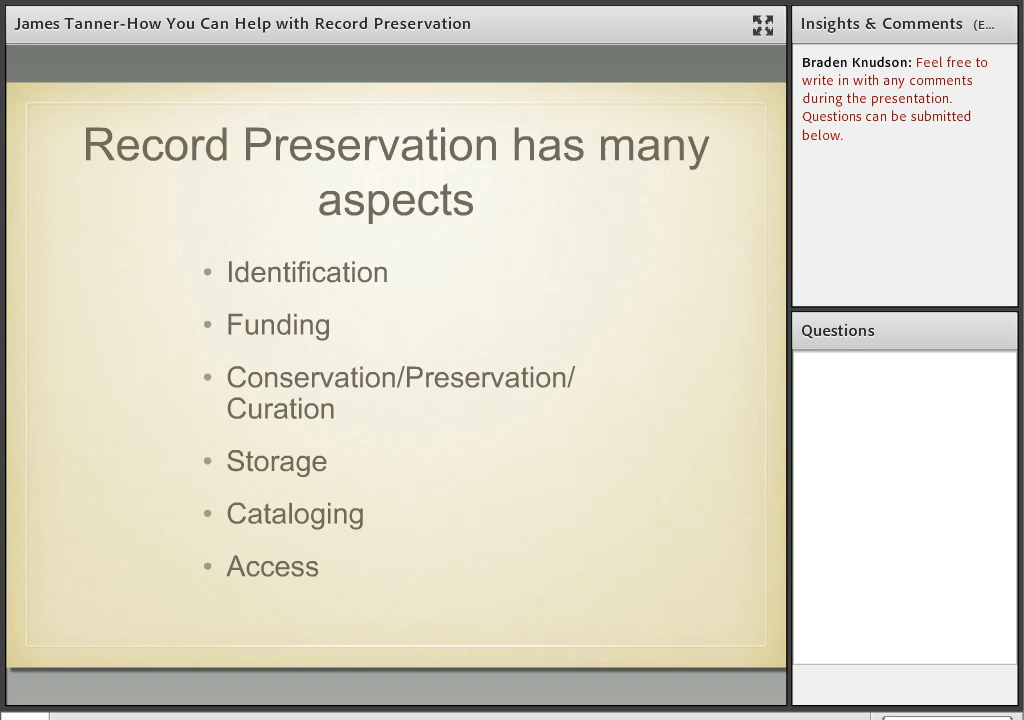 James Tanner-How You Can Help with Record Preservation
Record Preservation has many
aspects
• Identification
• Funding
• Conservation/Preservation/
Curation
• Storage
• Cataloging
• Access
Insights & Comments (E...
Braden Knudson: Feel free to
write in with any comments
during the presentation.
Questions can be submitted
below.
Questions